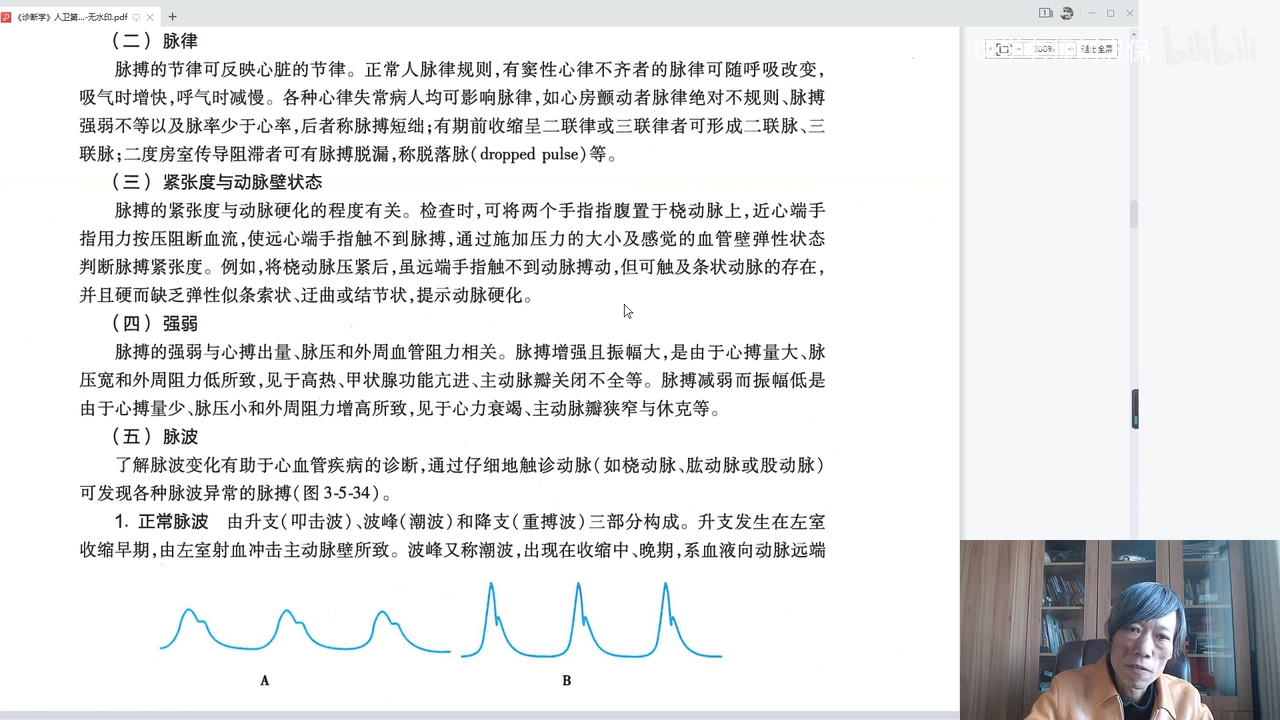 《诊断学》人卫第...-无水印.pdf
bilibili
200%
退出全屏
（二）脉律
脉搏的节律可反映心脏的节律。正常人脉律规则，有窦性心律不齐者的脉律可随呼吸改变，
吸气时增快，呼气时减慢。各种心律失常病人均可影响脉律，如心房颤动者脉律绝对不规则、脉搏
强弱不等以及脉率少于心率，后者称脉搏短绌；有期前收缩呈二联律或三联律者可形成二联脉、三
联脉；二度房室传导阻滞者可有脉搏脱漏，称脱落脉（dropped pulse）等。
（三）紧张度与动脉壁状态
脉搏的紧张度与动脉硬化的程度有关。检查时，可将两个手指指腹置于桡动脉上，近心端手
指用力按压阻断血流，使远心端手指触不到脉搏，通过施加压力的大小及感觉的血管壁弹性状态
判断脉搏紧张度。例如，将桡动脉压紧后，虽远端手指触不到动脉搏动，但可触及条状动脉的存在，
并且硬而缺乏弹性似条索状、迂曲或结节状，提示动脉硬化。
（四）强弱
脉搏的强弱与心搏出量、脉压和外周血管阻力相关。脉搏增强且振幅大，是由于心搏量大、脉
压宽和外周阻力低所致，见于高热、甲状腺功能亢进、主动脉瓣关闭不全等。脉搏减弱而振幅低是
由于心搏量少、脉压小和外周阻力增高所致，见于心力衰竭、主动脉瓣狭窄与休克等。
（五）脉波
了解脉波变化有助于心血管疾病的诊断，通过仔细地触诊动脉（如桡动脉、肱动脉或股动脉）
可发现各种脉波异常的脉搏（图 3-5-34）。
1. 正常脉波 由升支（叩击波）、波峰（潮波）和降支（重搏波）三部分构成。升支发生在左室
收缩早期，由左室射血冲击主动脉壁所致。波峰又称潮波，出现在收缩中、晚期，系血液向动脉远端
A
B